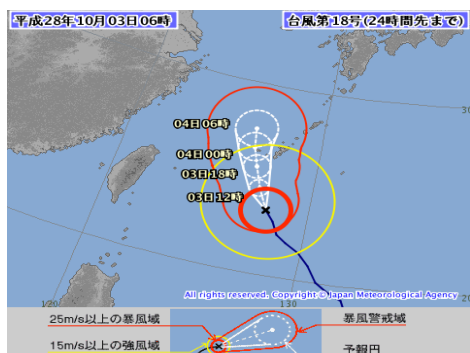 平成28年10月03日06時
台風第18号(24時間先まで)
30
04日06時
04日00時
03日18時
03日12時
All rights reserved. Copyright © Japan Meteorological Agency
120
130
20
25m/s以上の暴風域
暴風警戒域
15m/s以上の強風域
予報円